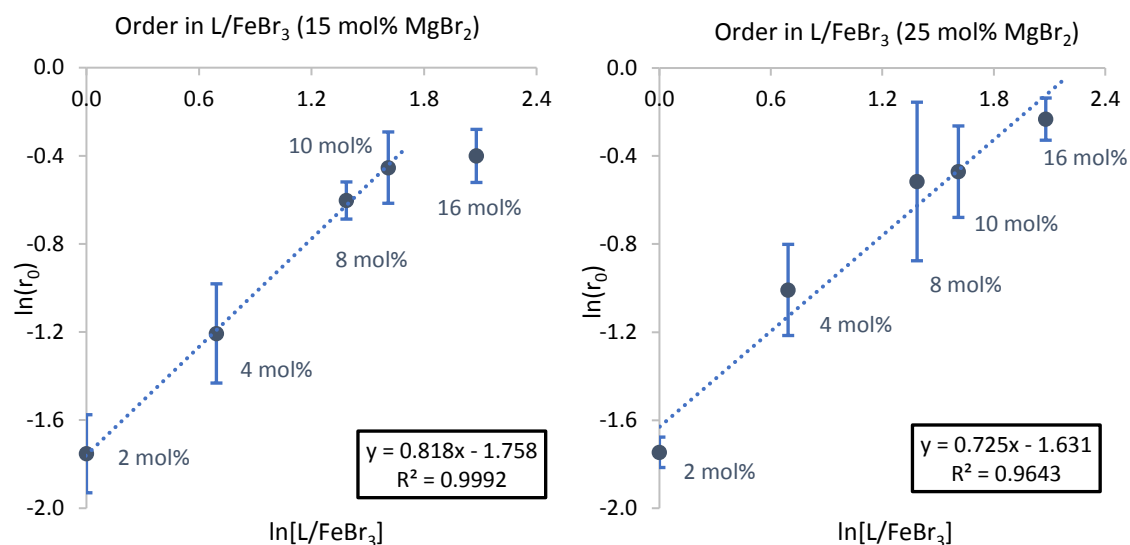 Order in L/FeBr₃ (15 mol% MgBr₂)
0.0
0.0 0.6 1.2 1.8 2.4
-0.4
-0.8
-1.2
-1.6
-2.0
ln(r₀)
10 mol%
16 mol%
8 mol%
4 mol%
2 mol%
y = 0.818x - 1.758
R² = 0.9992
ln[L/FeBr₃]
Order in L/FeBr₃ (25 mol% MgBr₂)
0.0
0.0 0.6 1.2 1.8 2.4
-0.4
-0.8
-1.2
-1.6
-2.0
ln(r₀)
16 mol%
10 mol%
8 mol%
4 mol%
2 mol%
y = 0.725x - 1.631
R² = 0.9643
ln[L/FeBr₃]